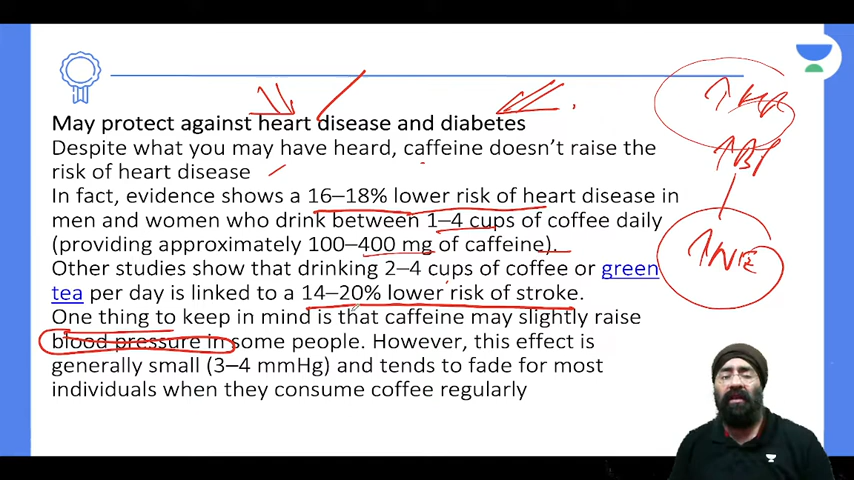 May protect against heart disease and diabetes
Despite what you may have heard, caffeine doesn't raise the
risk of heart disease
In fact, evidence shows a 16–18% lower risk of heart disease in
men and women who drink between 1–4 cups of coffee daily
(providing approximately 100–400 mg of caffeine).
Other studies show that drinking 2–4 cups of coffee or green
tea per day is linked to a 14–20% lower risk of stroke.
One thing to keep in mind is that caffeine may slightly raise
blood pressure in some people. However, this effect is
generally small (3–4 mmHg) and tends to fade for most
individuals when they consume coffee regularly
↑HR
↑BP
↑NE